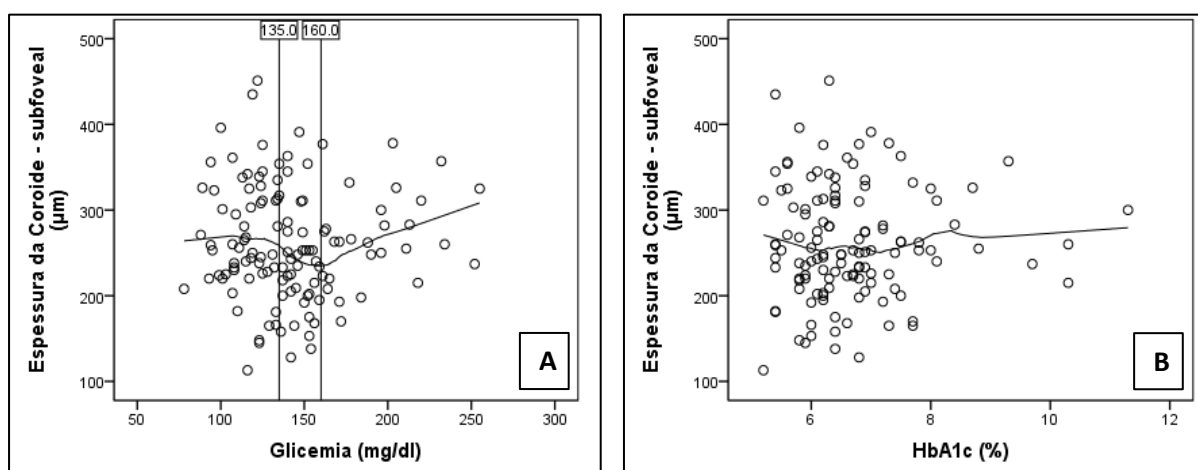 Espessura da Coroide - subfoveal
(µm)
500
400
300
200
100
135.0
160.0
50
100
150
200
250
300
Glicemia (mg/dl)
A
Espessura da Coroide - subfoveal
(µm)
500
400
300
200
100
6
8
10
12
HbA1c (%)
B